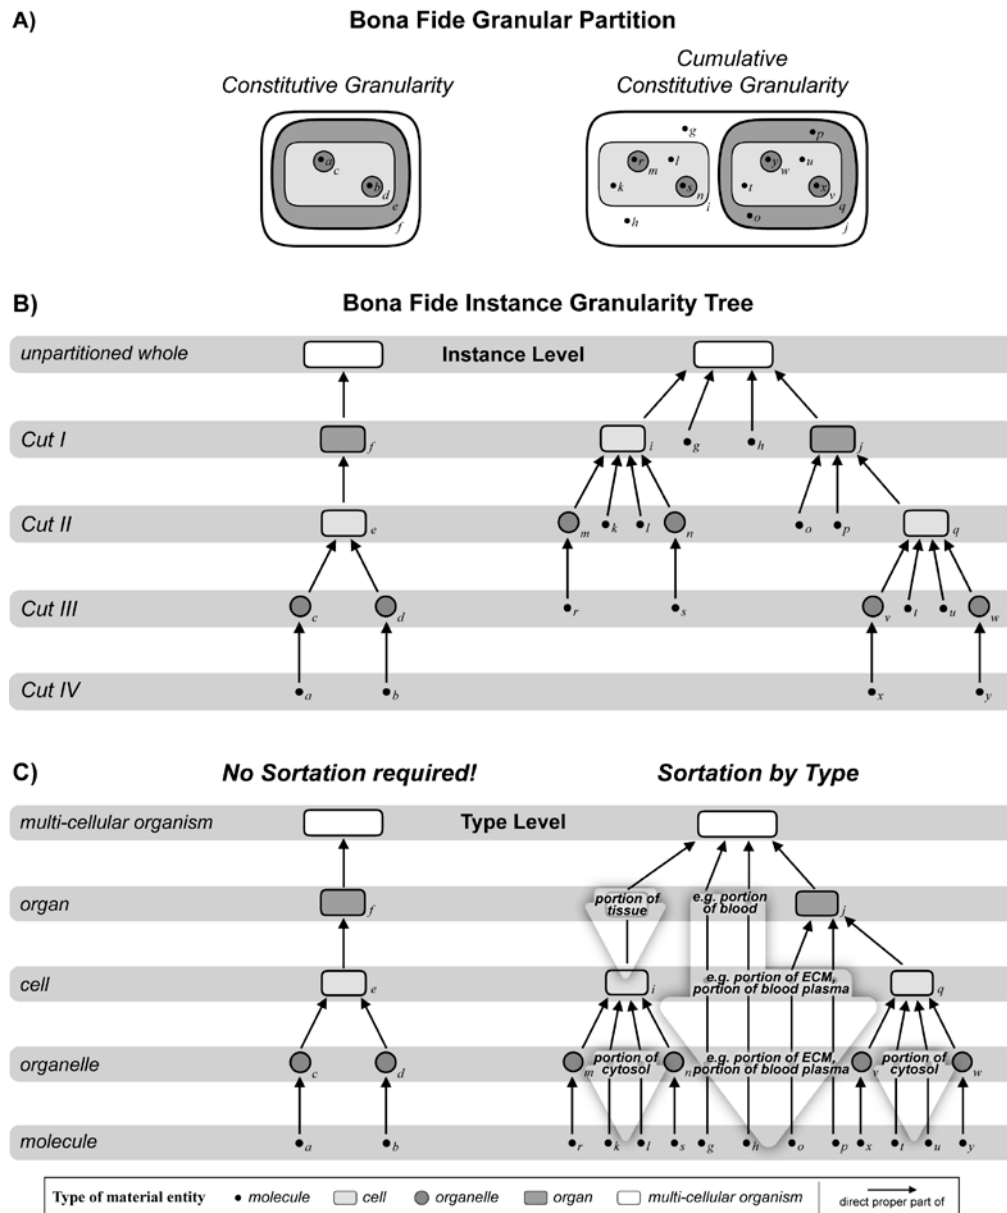 A)
Bona Fide Granular Partition
Constitutive Granularity
Cumulative
Constitutive Granularity
a
c
b
d
e
f
g
r
m
l
k
s
n
i
h
p
y
w
u
t
x
v
o
q
j
B)
Bona Fide Instance Granularity Tree
unpartitioned whole
Instance Level
Cut I
f
i
g
h
j
Cut II
e
m
k
l
n
o
p
q
Cut III
c
d
r
s
v
t
u
w
Cut IV
a
b
x
y
C)
No Sortation required!
Sortation by Type
multi-cellular organism
Type Level
organ
f
portion of
tissue
e.g. portion
of blood
j
cell
e
i
e.g. portion of ECM,
portion of blood plasma
q
organelle
c
d
m
portion of
cytosol
n
e.g. portion of ECM,
portion of blood plasma
v
portion of
cytosol
w
molecule
a
b
r
k
l
s
g
h
o
p
x
t
u
y
Type of material entity
molecule
cell
organelle
organ
multi-cellular organism
direct proper part of